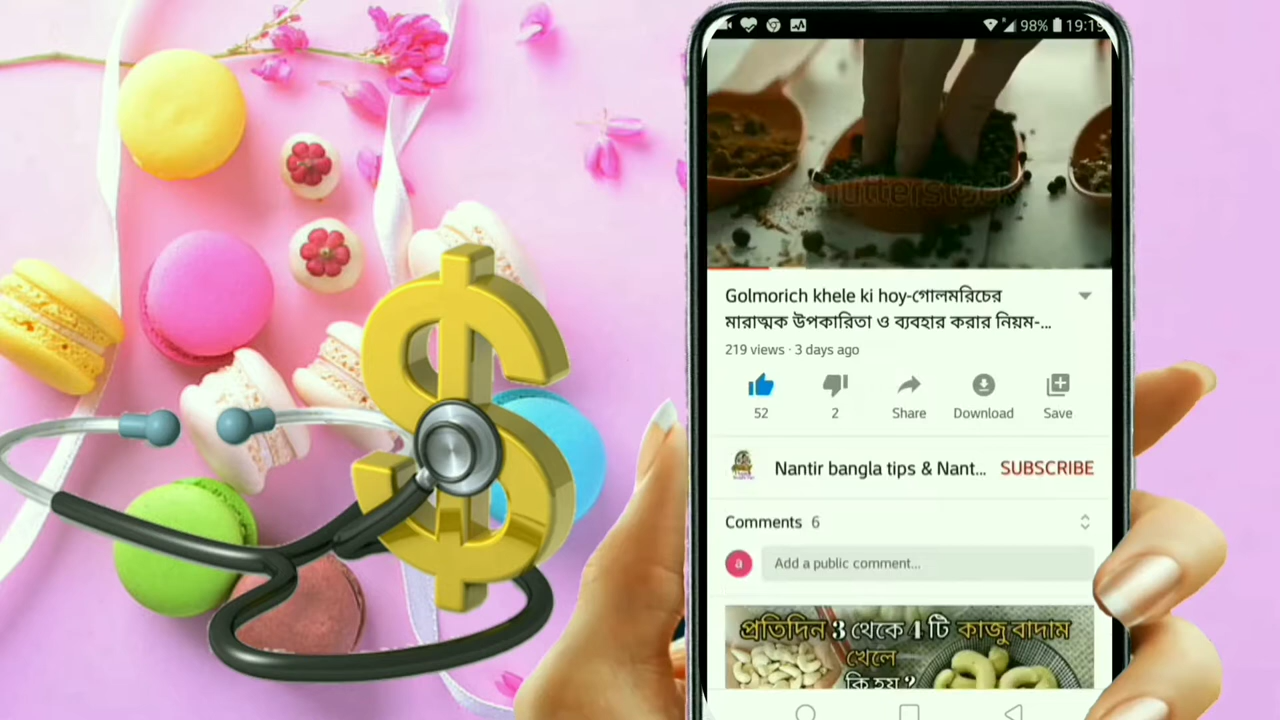 98% 19:19
shutterstock
Golmorich khele ki hoy-গোলমরিচের
মারাত্মক উপকারিতা ও ব্যবহার করার নিয়ম-...
219 views · 3 days ago
52 2 Share Download Save
Nantir bangla tips & Nant... SUBSCRIBE
Comments 6
a Add a public comment...
প্রতিদিন 3 থেকে 4 টি কাজু বাদাম
খেলে
কি হয় ?